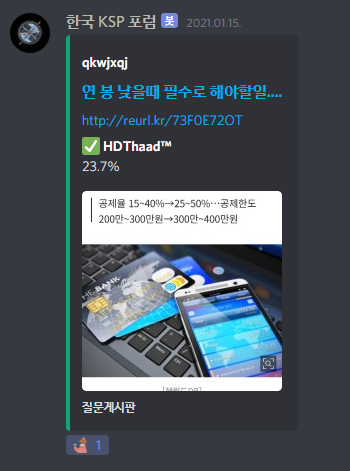 한국 KSP 포럼 봇 2021.01.15.
qkwjxqj
연 봉 낮을때 필수로 해야할일....
http://reurl.kr/73F0E72OT
✅ HDThaad™
23.7%
공제율 15~40%→25~50%…공제한도
200만~300만원→300만~400만원
질문게시판
1